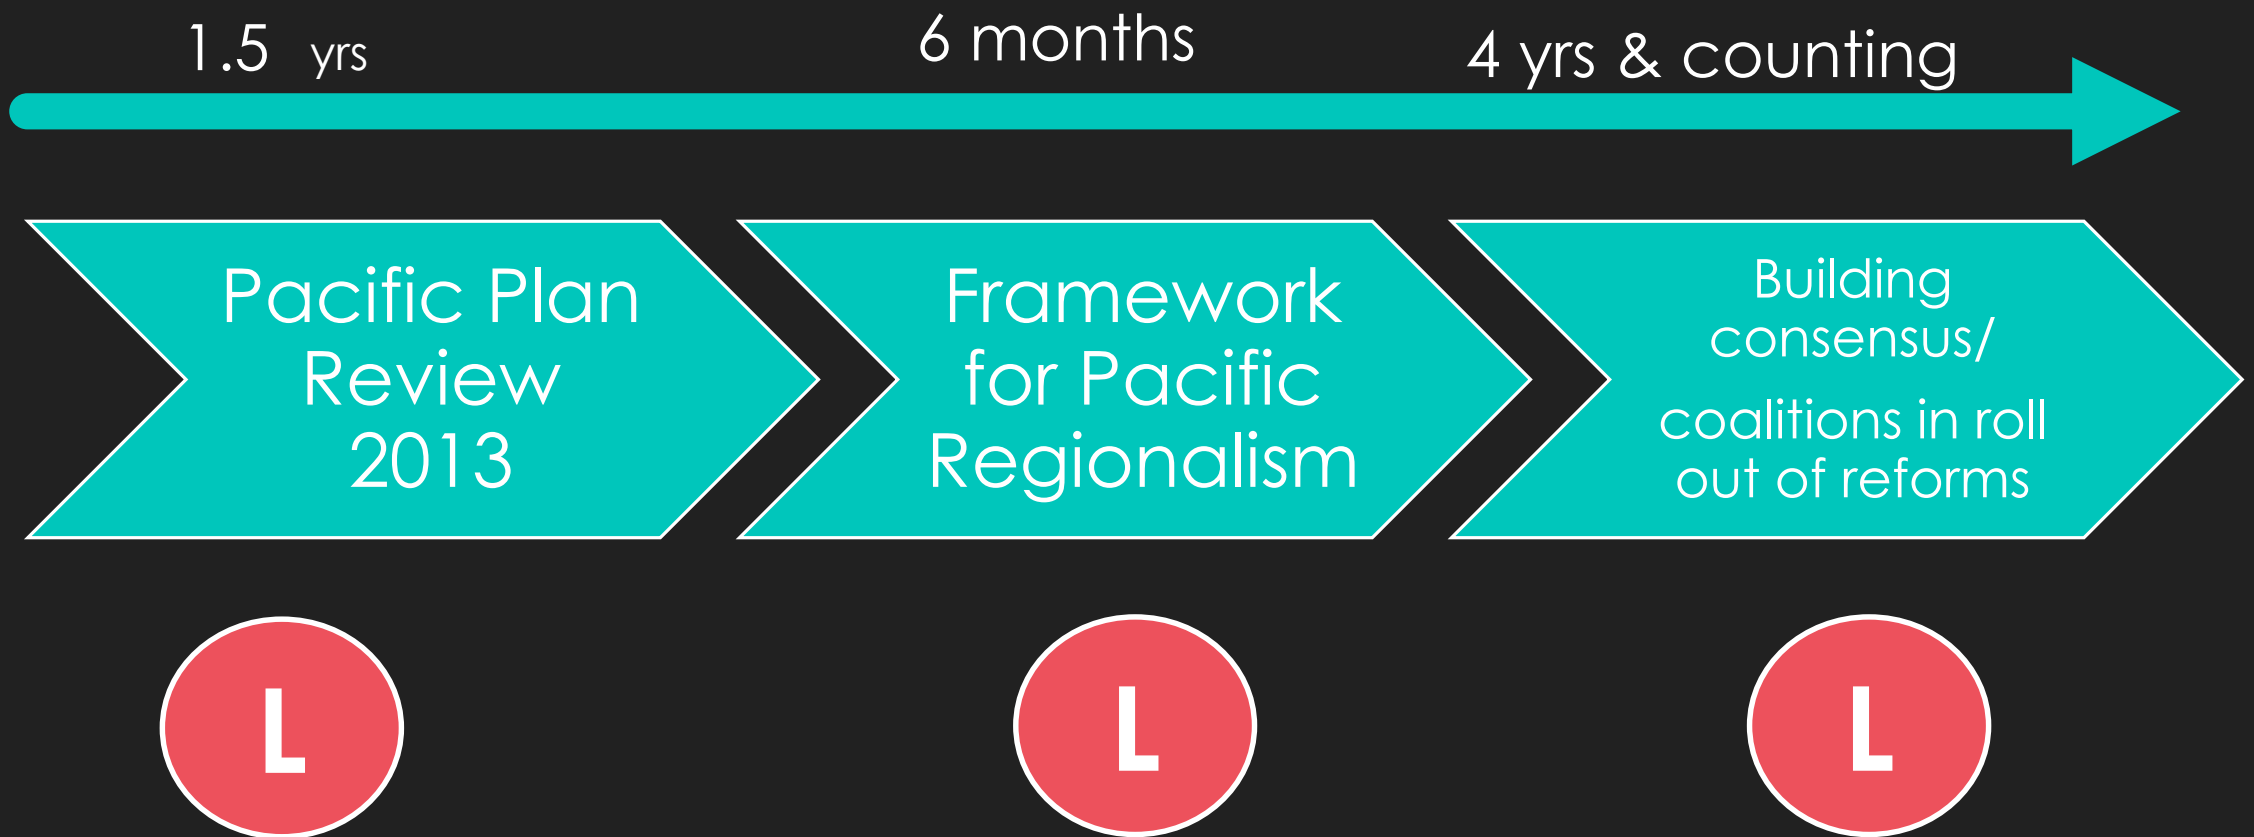 1.5 yrs
6 months
4 yrs & counting
Pacific Plan
Review
2013
Framework
for Pacific
Regionalism
Building
consensus/
coalitions in roll
out of reforms
L
L
L